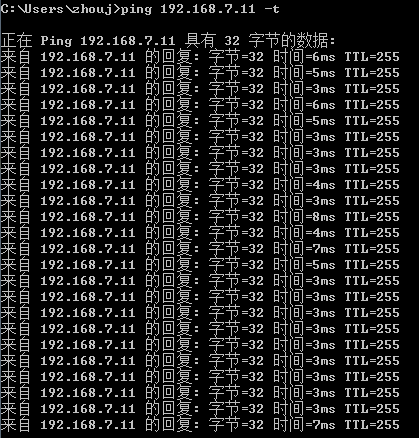 C:\Users\zhouj>ping 192.168.7.11 -t
正在 Ping 192.168.7.11 具有 32 字节的数据:
来自 192.168.7.11 的回复: 字节=32 时间=6ms TTL=255
来自 192.168.7.11 的回复: 字节=32 时间=5ms TTL=255
来自 192.168.7.11 的回复: 字节=32 时间=3ms TTL=255
来自 192.168.7.11 的回复: 字节=32 时间=6ms TTL=255
来自 192.168.7.11 的回复: 字节=32 时间=5ms TTL=255
来自 192.168.7.11 的回复: 字节=32 时间=3ms TTL=255
来自 192.168.7.11 的回复: 字节=32 时间=3ms TTL=255
来自 192.168.7.11 的回复: 字节=32 时间=3ms TTL=255
来自 192.168.7.11 的回复: 字节=32 时间=4ms TTL=255
来自 192.168.7.11 的回复: 字节=32 时间=3ms TTL=255
来自 192.168.7.11 的回复: 字节=32 时间=8ms TTL=255
来自 192.168.7.11 的回复: 字节=32 时间=4ms TTL=255
来自 192.168.7.11 的回复: 字节=32 时间=7ms TTL=255
来自 192.168.7.11 的回复: 字节=32 时间=5ms TTL=255
来自 192.168.7.11 的回复: 字节=32 时间=3ms TTL=255
来自 192.168.7.11 的回复: 字节=32 时间=3ms TTL=255
来自 192.168.7.11 的回复: 字节=32 时间=3ms TTL=255
来自 192.168.7.11 的回复: 字节=32 时间=3ms TTL=255
来自 192.168.7.11 的回复: 字节=32 时间=3ms TTL=255
来自 192.168.7.11 的回复: 字节=32 时间=3ms TTL=255
来自 192.168.7.11 的回复: 字节=32 时间=3ms TTL=255
来自 192.168.7.11 的回复: 字节=32 时间=3ms TTL=255
来自 192.168.7.11 的回复: 字节=32 时间=7ms TTL=255